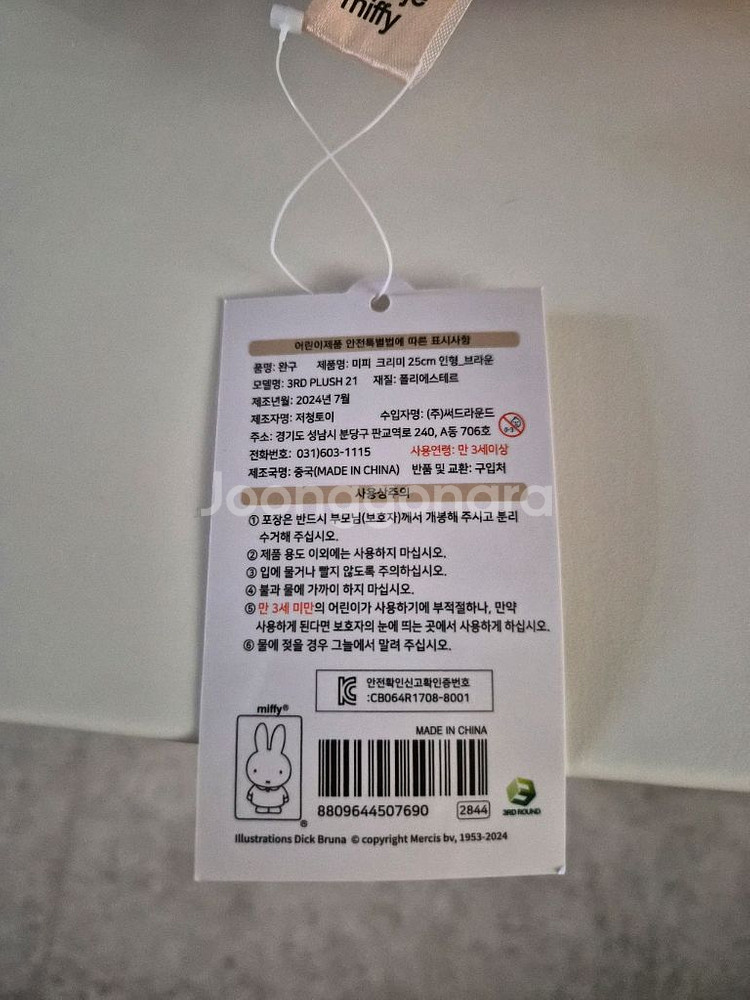 miffy
어린이제품 안전특별법에 따른 표시사항
품명: 완구 제품명: 미피 크리미 25cm 인형_브라운
모델명: 3RD PLUSH 21 재질: 폴리에스테르
제조년월: 2024년 7월
제조자명: 저청토이 수입자명: (주)써드라운드
주소: 경기도 성남시 분당구 판교역로 240, A동 706호
0-3
전화번호: 031)603-1115 사용연령: 만 3세이상
제조국명: 중국(MADE IN CHINA) 반품 및 교환: 구입처
사용상주의
Joonggonara
① 포장은 반드시 부모님(보호자)께서 개봉해 주시고 분리
수거해 주십시오.
② 제품 용도 이외에는 사용하지 마십시오.
③ 입에 물거나 빨지 않도록 주의하십시오.
④ 불과 물에 가까이 하지 마십시오.
⑤ 만 3세 미만의 어린이가 사용하기에 부적절하나, 만약
사용하게 된다면 보호자의 눈에 띄는 곳에서 사용하게 하십시오.
⑥ 물에 젖을 경우 그늘에서 말려 주십시오.
안전확인신고확인증번호
:CB064R1708-8001
miffy®
MADE IN CHINA
8809644507690 2844
®
3RD ROUND
Illustrations Dick Bruna © copyright Mercis bv, 1953-2024